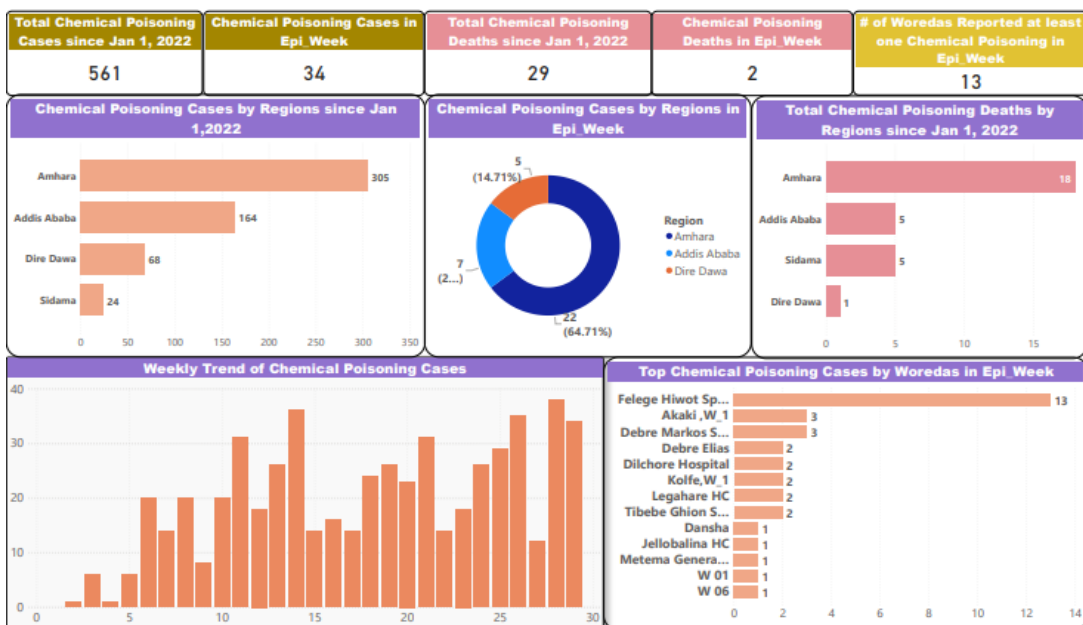 Total Chemical Poisoning
Cases since Jan 1, 2022
561
Chemical Poisoning Cases in
Epi_Week
34
Total Chemical Poisoning
Deaths since Jan 1, 2022
29
Chemical Poisoning
Deaths in Epi_Week
2
# of Woredas Reported at least
one Chemical Poisoning in
Epi_Week
13
Chemical Poisoning Cases by Regions since Jan
1,2022
Amhara 305
Addis Ababa 164
Dire Dawa 68
Sidama 24
0 50 100 150 200 250 300 350
Chemical Poisoning Cases by Regions in
Epi_Week
5
(14.71%)
7
(2...)
22
(64.71%)
Region
Amhara
Addis Ababa
Dire Dawa
Total Chemical Poisoning Deaths by
Regions since Jan 1, 2022
Amhara 18
Addis Ababa 5
Sidama 5
Dire Dawa 1
0 5 10 15
Weekly Trend of Chemical Poisoning Cases
40
30
20
10
0
0 5 10 15 20 25 30
Top Chemical Poisoning Cases by Woredas in Epi_Week
Felege Hiwot Sp... 13
Akaki ,W_1 3
Debre Markos S... 3
Debre Elias 2
Dilchore Hospital 2
Kolfe,W_1 2
Legahare HC 2
Tibebe Ghion S... 2
Dansha 1
Jellobalina HC 1
Metema Genera... 1
W 01 1
W 06 1
0 2 4 6 8 10 12 14